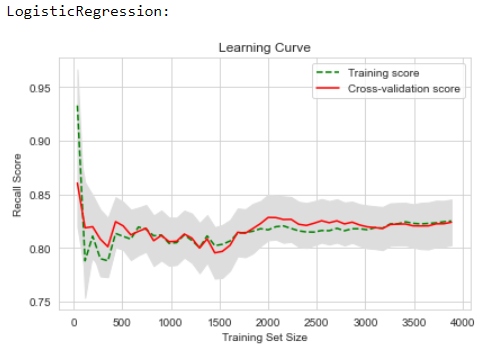 LogisticRegression:
Learning Curve
Training score
Cross-validation score
0.95
0.90
0.85
0.80
0.75
Recall Score
0 500 1000 1500 2000 2500 3000 3500 4000
Training Set Size